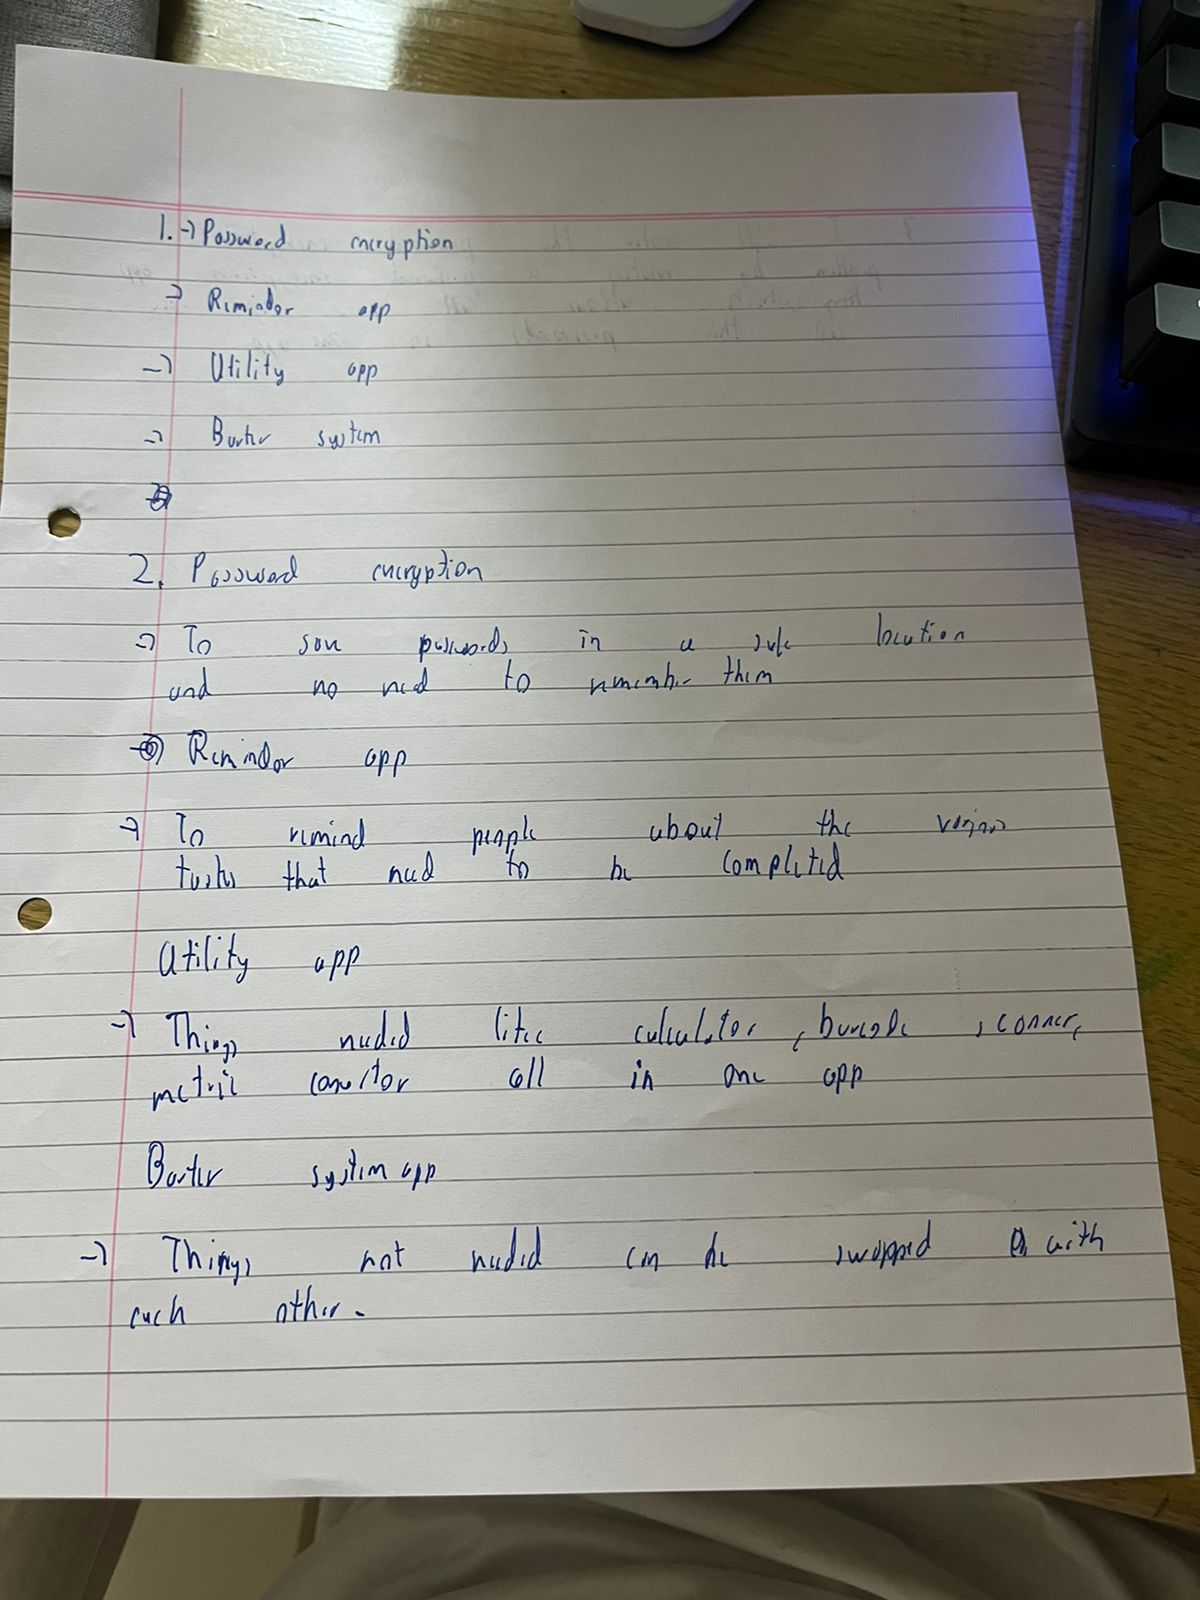 1. → Password encryption
→ Reminder app
→ Utility app
→ Barter system
2. Password encryption
→ To save passwords in a safe location
and no need to remember them
Reminder app
→ To remind people about the various
tasks that need to be completed
Utility app
→ Things needed like calculator, barcode scanner,
metric convertor all in one app
Barter system app
→ Things not needed can be swapped with
each other.